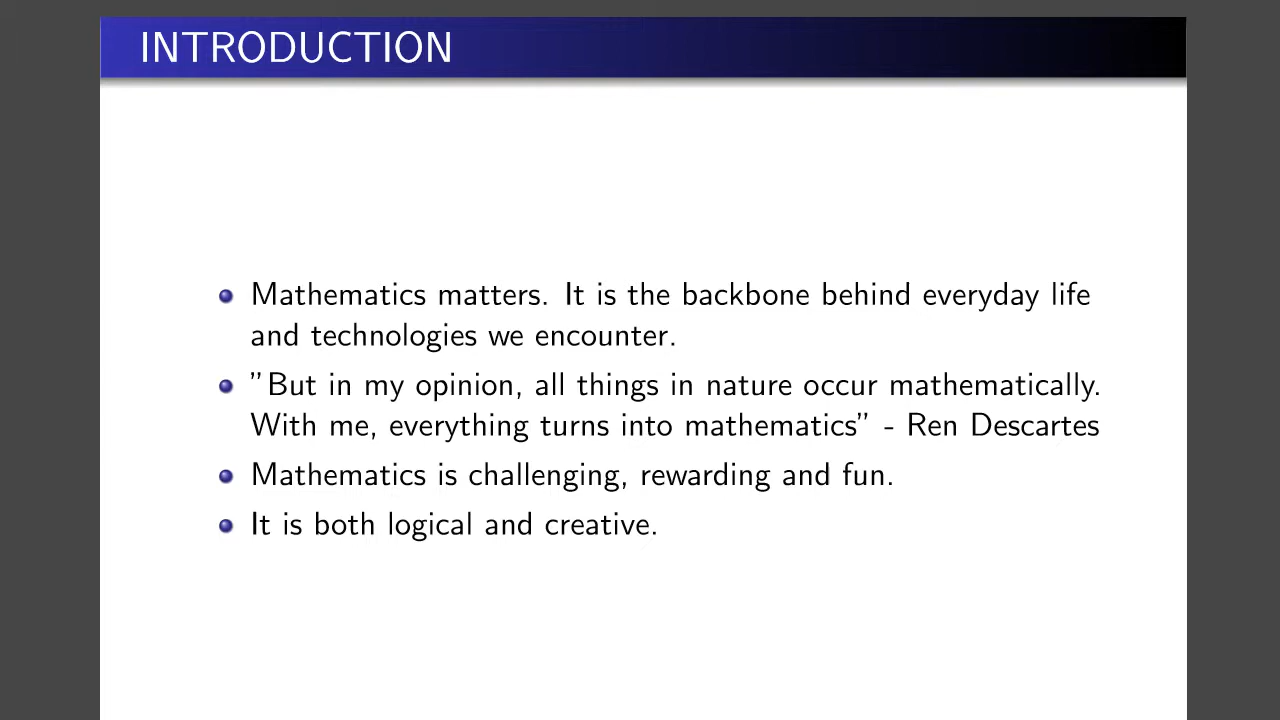 INTRODUCTION
Mathematics matters. It is the backbone behind everyday life
and technologies we encounter.
”But in my opinion, all things in nature occur mathematically.
With me, everything turns into mathematics” - Ren Descartes
Mathematics is challenging, rewarding and fun.
It is both logical and creative.